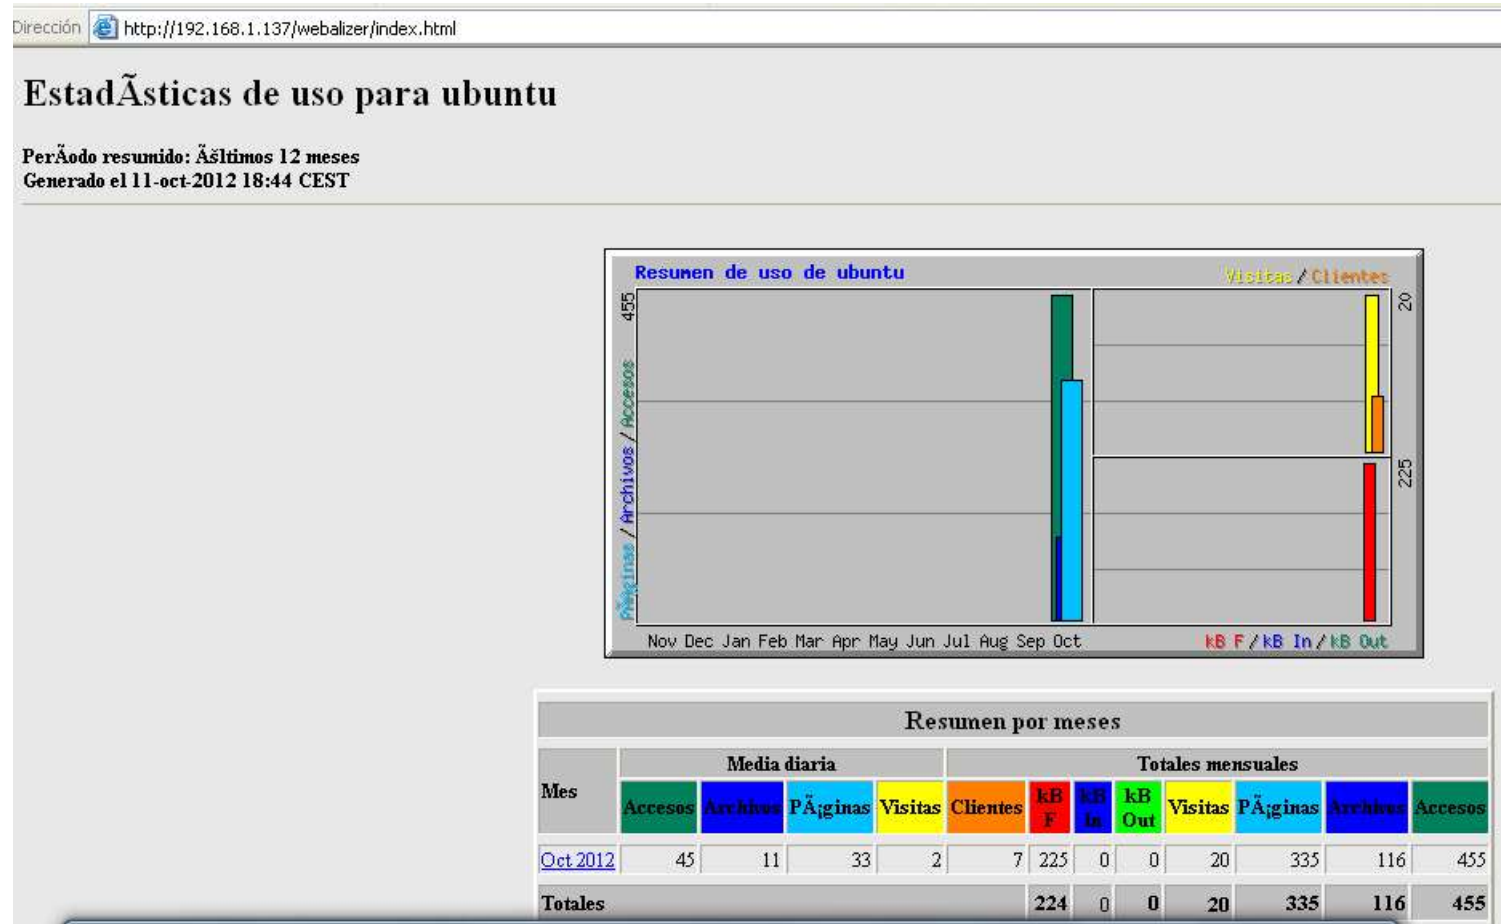 Dirección http://192.168.1.137/webalizer/index.html
EstadÃsticas de uso para ubuntu
PerÃodo resumido: Ãšltimos 12 meses
Generado el 11-oct-2012 18:44 CEST
Resumen de uso de ubuntu
Visitas / Clientes
455
20
PÃ¡ginas / Archivos / Accesos
225
Nov Dec Jan Feb Mar Apr May Jun Jul Aug Sep Oct
kB F / kB In / kB Out
Resumen por meses
Mes Media diaria Totales mensuales
Accesos Archivos PÃ¡ginas Visitas Clientes kB F kB In kB Out Visitas PÃ¡ginas Archivos Accesos
Oct 2012 45 11 33 2 7 225 0 0 20 335 116 455
Totales 224 0 0 20 335 116 455